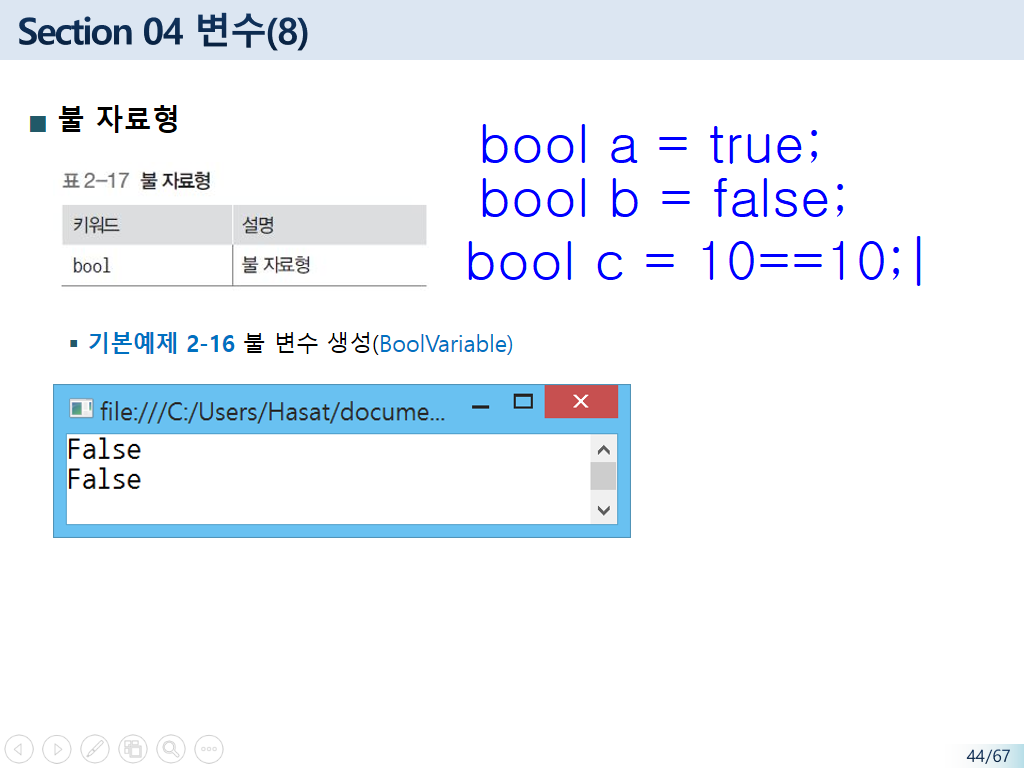 Section 04 변수(8)
불 자료형
bool a = true;
bool b = false;
bool c = 10==10;
표 2-17 불 자료형
키워드 설명
bool 불 자료형
기본예제 2-16 불 변수 생성(BoolVariable)
file:///C:/Users/Hasat/docume...
False
False
44/67